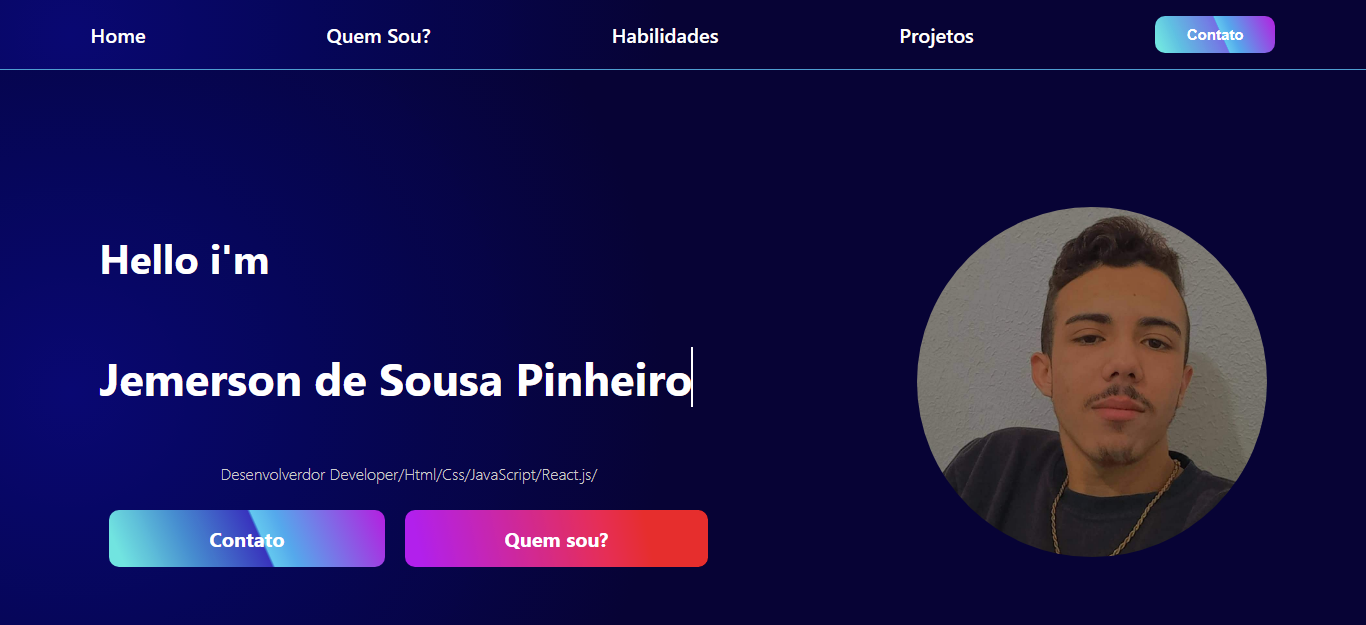 Home Quem Sou? Habilidades Projetos Contato
Hello i'm
Jemerson de Sousa Pinheiro
Desenvolverdor Developer/Html/Css/JavaScript/React.js/
Contato Quem sou?